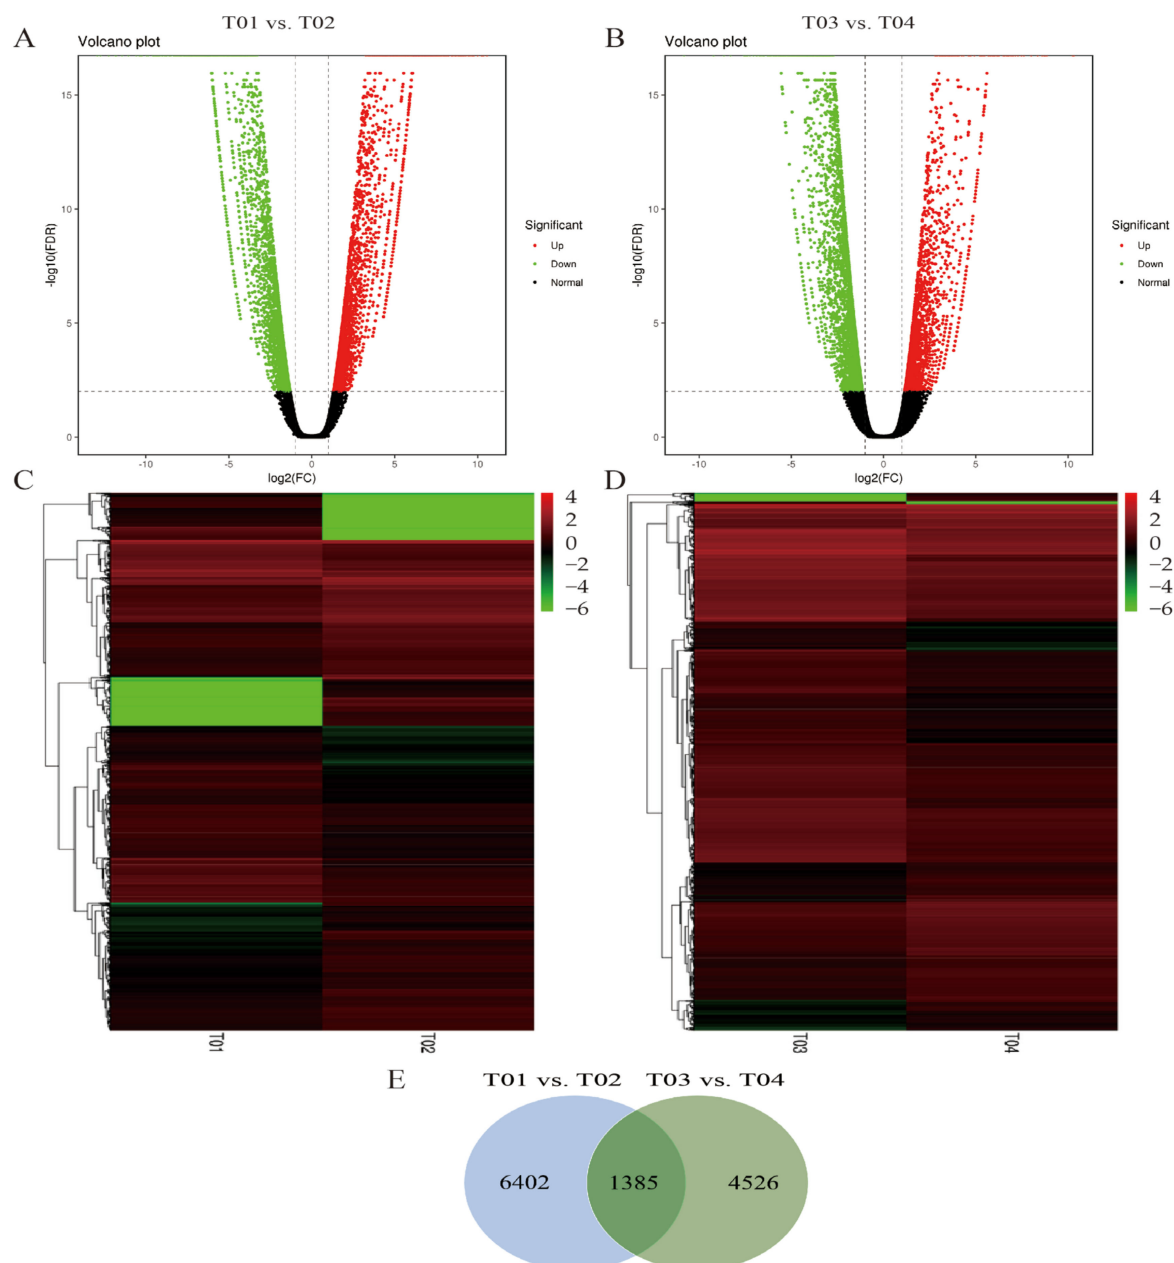 T01 vs. T02
T03 vs. T04
A
B
Volcano plot
Volcano plot
15
10
5
0
-log10(FDR)
-10
-5
0
5
10
log2(FC)
Significant
Up
Down
Normal
15
10
5
0
-log10(FDR)
-10
-5
0
5
10
log2(FC)
Significant
Up
Down
Normal
C
4
2
0
−2
−4
−6
T01
T02
D
4
2
0
−2
−4
−6
T03
T04
E
T01 vs. T02
T03 vs. T04
6402
1385
4526